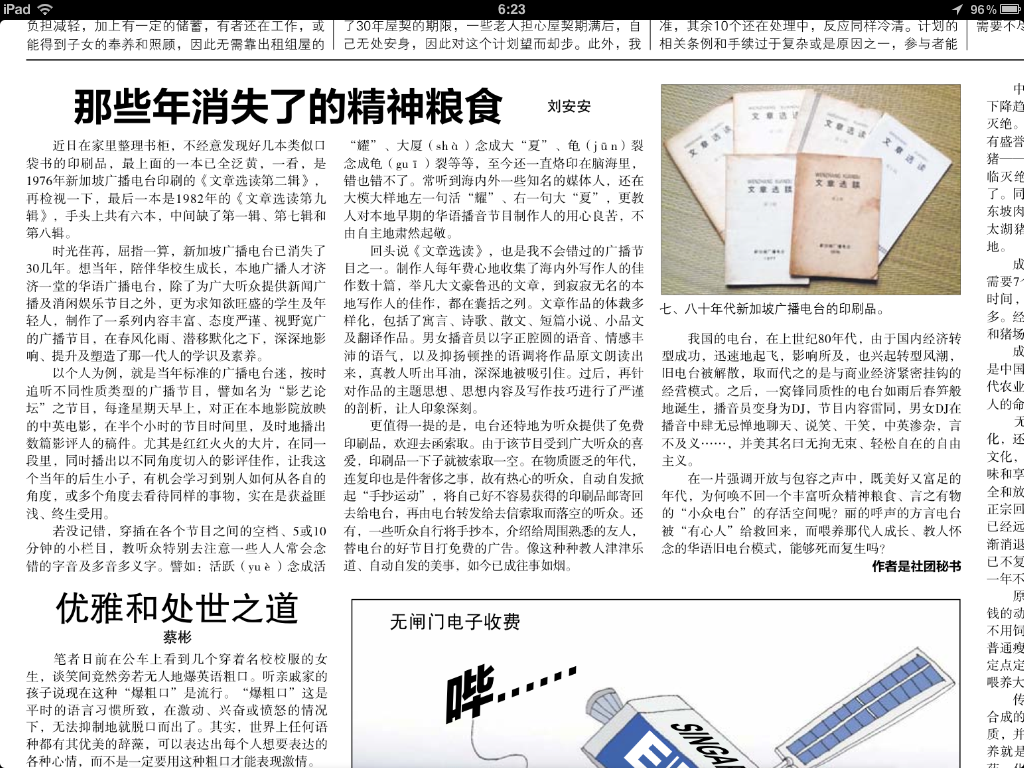 iPad
6:23
96%
负担减轻，加上有一定的储蓄，有者还在工作，或
能得到子女的奉养和照顾，因此无需靠出租组屋的
了30年屋契的期限，一些老人担心屋契期满后，自
己无处安身，因此对这个计划望而却步。此外，我
准，其余10个还在处理中，反应同样冷清。计划的
相关条例和手续过于复杂或是原因之一，参与者能
需要不尽
那些年消失了的精神粮食
刘安安
近日在家里整理书柜，不经意发现好几本类似口
袋书的印刷品，最上面的一本已全泛黄，一看，是
1976年新加坡广播电台印刷的《文章选读第二辑》，
再检视一下，最后一本是1982年的《文章选读第九
辑》，手头上共有六本，中间缺了第一辑、第七辑和
第八辑。
时光荏苒，屈指一算，新加坡广播电台已消失了
30几年。想当年，陪伴华校生成长，本地广播人才济
济一堂的华语广播电台，除了为广大听众提供新闻广
播及消闲娱乐节目之外，更为求知欲旺盛的学生及年
轻人，制作了一系列内容丰富、态度严谨、视野宽广
的广播节目，在春风化雨、潜移默化之下，深深地影
响、提升及塑造了那一代人的学识及素养。
以个人为例，就是当年标准的广播电台迷，按时
追听不同性质类型的广播节目，譬如名为“影艺论
坛”之节目，每逢星期天早上，对正在本地影院放映
的中英电影，在半个小时的节目时间里，及时地播出
数篇影评人的稿件。尤其是红红火火的大片，在同一
段里，同时播出以不同角度切入的影评佳作，让我这
个当年的后生小子，有机会学习到别人如何从各自的
角度，或多个角度去看待同样的事物，实在是获益匪
浅、终生受用。
若没记错，穿插在各个节目之间的空档、5或10
分钟的小栏目，教听众特别去注意一些人人常会念
错的字音及多音多义字。譬如：活跃（yuè）念成活
“耀”、大厦（shà）念成大“夏”、龟（jūn）裂
念成龟（guī）裂等等，至今还一直烙印在脑海里，
错也错不了。常听到海内外一些知名的媒体人，还在
大模大样地左一句活“耀”、右一句大“夏”，更教
人对本地早期的华语播音节目制作人的用心良苦，不
由自主地肃然起敬。
回头说《文章选读》，也是我不会错过的广播节
目之一。制作人每年费心地收集了海内外写作人的佳
作数十篇，举凡大文豪鲁迅的文章，到寂寂无名的本
地写作人的佳作，都在囊括之列。文章作品的体裁多
样化，包括了寓言、诗歌、散文、短篇小说、小品文
及翻译作品。男女播音员以字正腔圆的语音、情感丰
沛的语气，以及抑扬顿挫的语调将作品原文朗读出
来，真教人听出耳油，深深地被吸引住。过后，再针
对作品的主题思想、思想内容及写作技巧进行了严谨
的剖析，让人印象深刻。
更值得一提的是，电台还特地为听众提供了免费
印刷品，欢迎去函索取。由于该节目受到广大听众的喜
爱，印刷品一下子就被索取一空。在物质匮乏的年代，
连复印也是件奢侈之事，故有热心的听众，自动自发掀
起“手抄运动”，将自己好不容易获得的印刷品邮寄回
去给电台，再由电台转发给去信索取而落空的听众。还
有，一些听众自行将手抄本，介绍给周围熟悉的友人，
替电台的好节目打免费的广告。像这种种教人津津乐
道、自动自发的美事，如今已成往事如烟。
WENZHANG XUANDU
文章选读
文章选读
文章选读
文章选读
文章选读
文章选读
新加坡广播电台
1977
七、八十年代新加坡广播电台的印刷品。
我国的电台，在上世纪80年代，由于国内经济转
型成功，迅速地起飞，影响所及，也兴起转型风潮，
旧电台被解散，取而代之的是与商业经济紧密挂钩的
经营模式。之后，一窝锋同质性的电台如雨后春笋般
地诞生，播音员变身为DJ，节目内容雷同，男女DJ在
播音中肆无忌惮地聊天、说笑、干笑，中英渗杂，言
不及义……，并美其名曰无拘无束、轻松自在的自由
主义。
在一片强调开放与包容之声中，既美好又富足的
年代，为何唤不回一个丰富听众精神粮食、言之有物
的“小众电台”的存活空间呢？丽的呼声的方言电台
被“有心人”给救回来，而喂养那代人成长、教人怀
念的华语旧电台模式，能够死而复生吗？
作者是社团秘书
优雅和处世之道
蔡彬
笔者日前在公车上看到几个穿着名校校服的女
生，谈笑间竟然旁若无人地爆英语粗口。听亲戚家的
孩子说现在这种“爆粗口”是流行。“爆粗口”这是
平时的语言习惯所致，在激动、兴奋或愤怒的情况
下，无法抑制地就脱口而出了。其实，世界上任何语
种都有其优美的辞藻，可以表达出每个人想要表达的
各种心情，而不是一定要用这种粗口才能表现激情。
无闸门电子收费
哔……
SINGA
E
中
下降趋
灭绝。
有盛誉
猪——
临灭绝
了。同
东坡肉
太湖猪
地。
成
需要7个
时间，
多。经
和猪场
成
是中国
代农业
人的命
无
化，还
文化，
味和享
全和放
正宗回
已经远
渐消退
已不复
一年不
原
钱的动
不用饲
普通瘦
定点定
喂养大
传
合成的
质，并
养就是